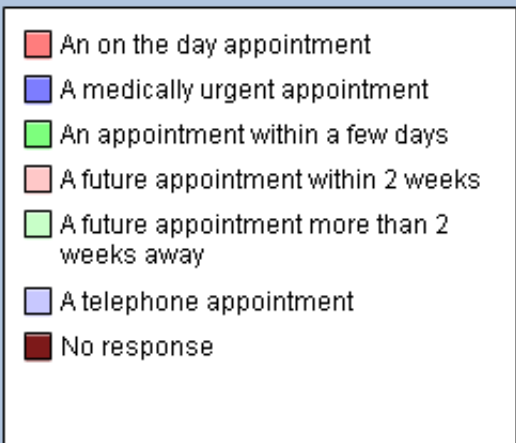 An on the day appointment
A medically urgent appointment
An appointment within a few days
A future appointment within 2 weeks
A future appointment more than 2
weeks away
A telephone appointment
No response